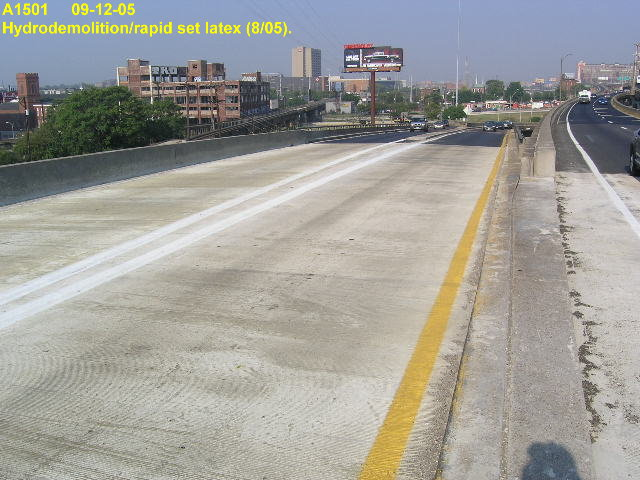 A1501 09-12-05
Hydrodemolition/rapid set latex (8/05).